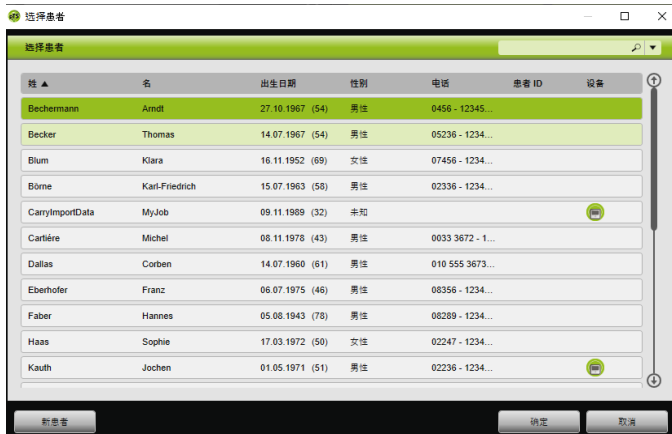 选择患者
选择患者
姓 ▲ 名 出生日期 性别 电话 患者 ID 设备
Bechermann Arndt 27.10.1967 (54) 男性 0456 - 12345...
Becker Thomas 14.07.1967 (54) 男性 05236 - 1234...
Blum Klara 16.11.1952 (69) 女性 07456 - 1234...
Börne Karl-Friedrich 15.07.1963 (58) 男性 02336 - 1234...
CarryImportData MyJob 09.11.1989 (32) 未知
Cartiére Michel 08.11.1978 (43) 男性 0033 3672 - 1...
Dallas Corben 14.07.1960 (61) 男性 010 555 3673...
Eberhofer Franz 06.07.1975 (46) 男性 08356 - 1234...
Faber Hannes 05.08.1943 (78) 男性 08289 - 1234...
Haas Sophie 17.03.1972 (50) 女性 02247 - 1234...
Kauth Jochen 01.05.1971 (51) 男性 02236 - 1234...
新患者 确定 取消